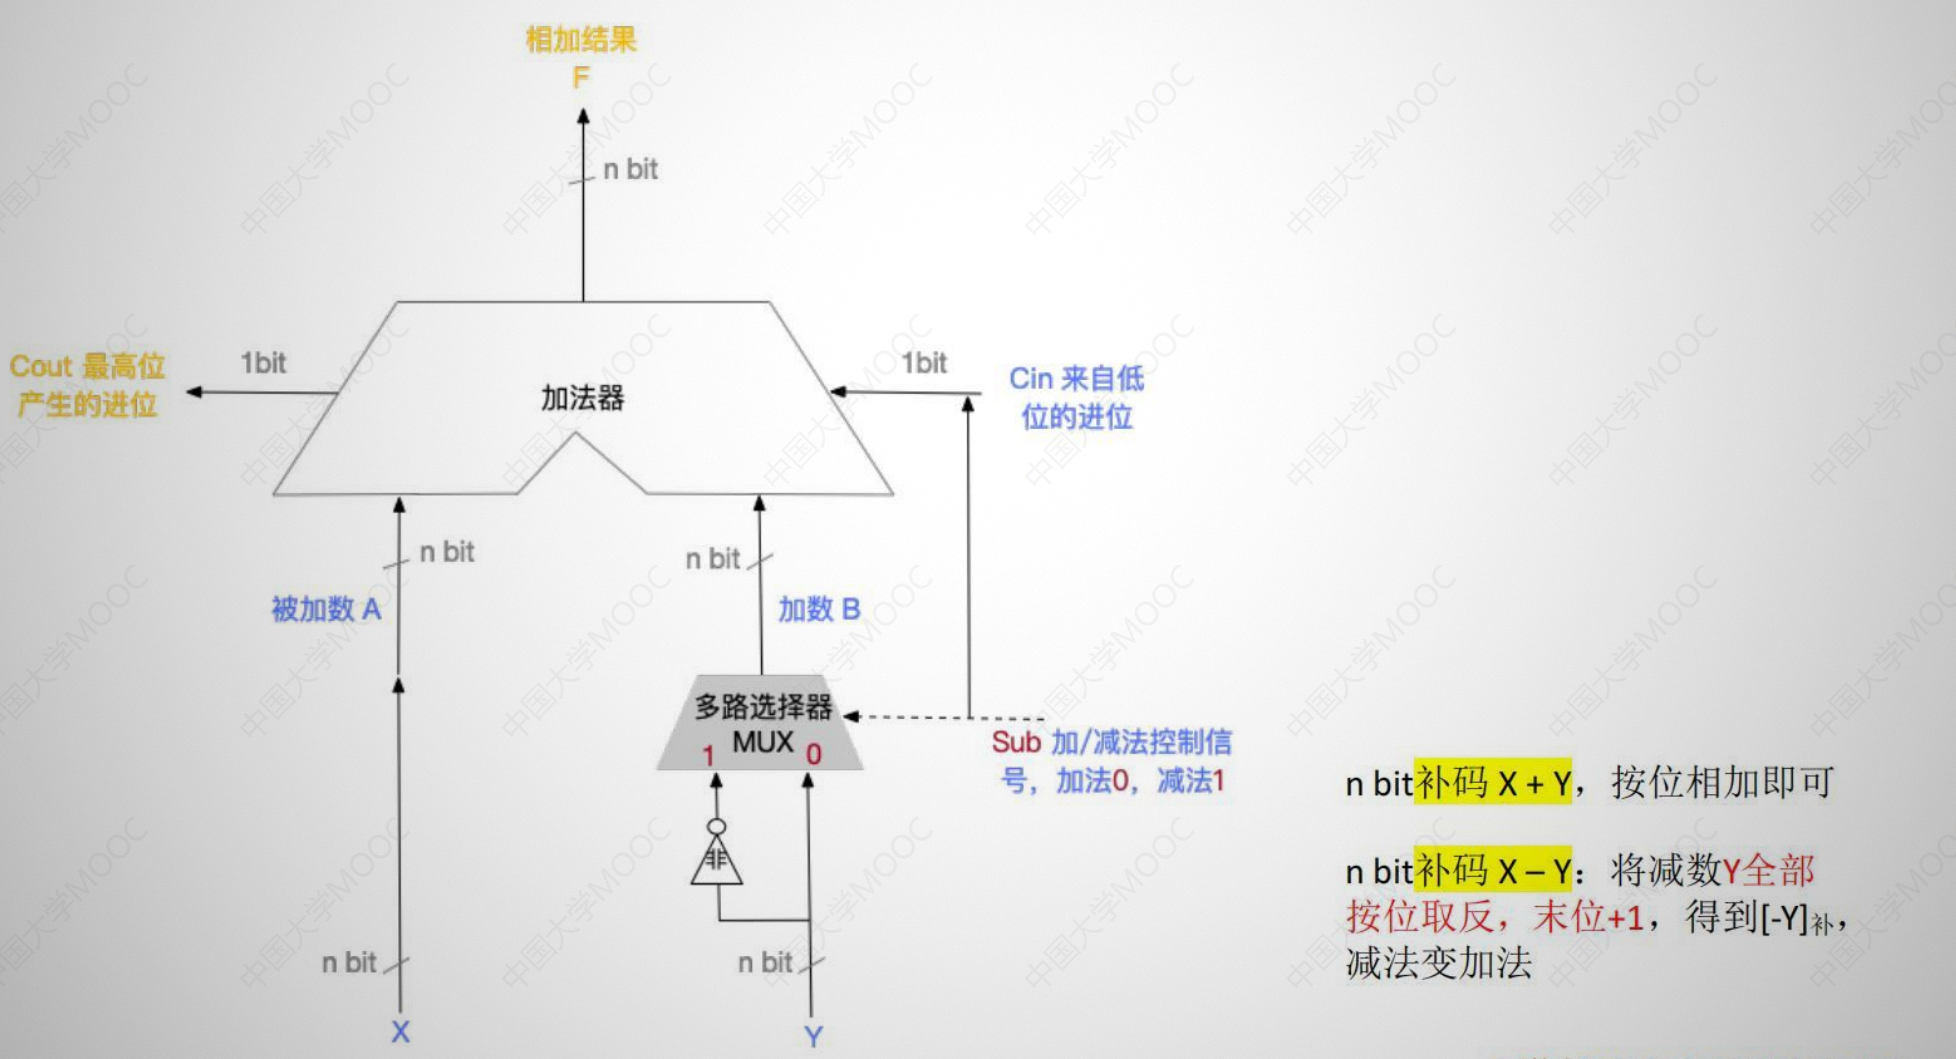 相加结果
F
n bit
Cout 最高位
产生的进位
1bit
加法器
1bit
Cin 来自低
位的进位
n bit
被加数 A
n bit
加数 B
多路选择器
MUX
1
0
Sub 加/减法控制信
号，加法0，减法1
非
n bit
X
n bit
Y
n bit补码 X + Y，按位相加即可
n bit补码 X – Y：将减数Y全部
按位取反，末位+1，得到[-Y]补，
减法变加法
中国大学MOOC